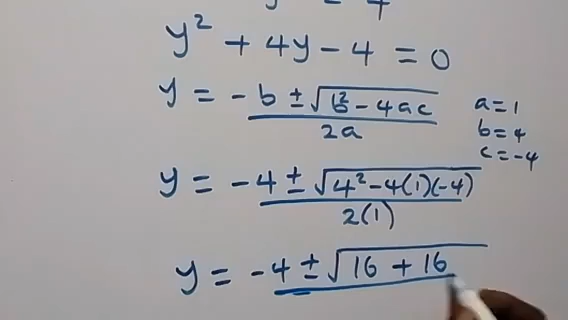 y² + 4y - 4 = 0
y = -b ± √(b² - 4ac)
2a
a = 1
b = 4
c = -4
y = -4 ± √(4² - 4(1)(-4))
2(1)
y = -4 ± √(16 + 16)